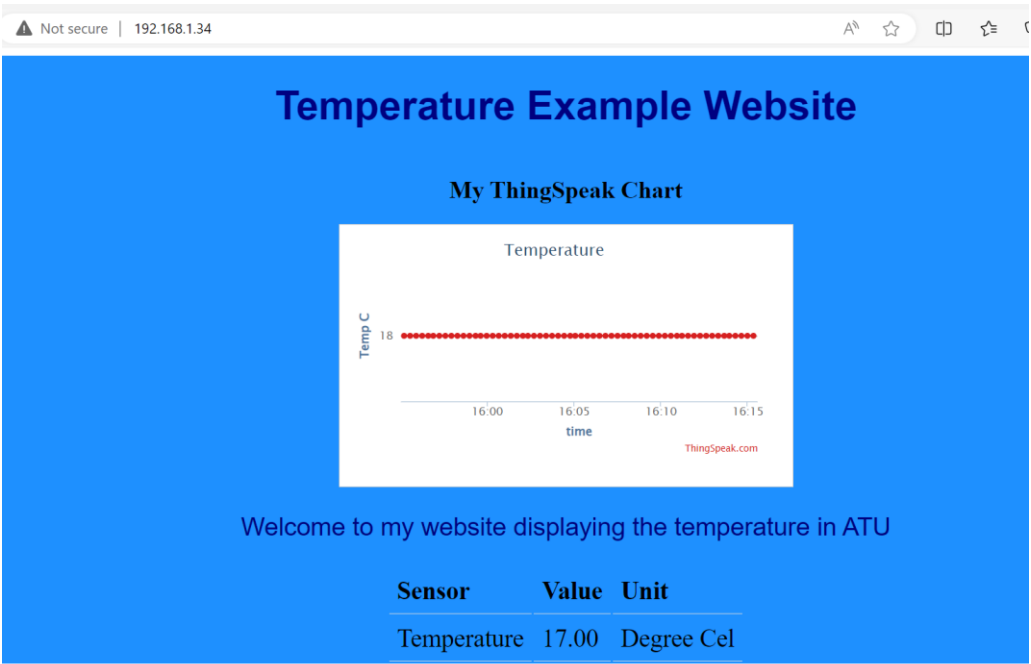 Not secure | 192.168.1.34
Temperature Example Website
My ThingSpeak Chart
Temperature
Temp C
18
16:00 16:05 16:10 16:15
time
ThingSpeak.com
Welcome to my website displaying the temperature in ATU
Sensor Value Unit
Temperature 17.00 Degree Cel